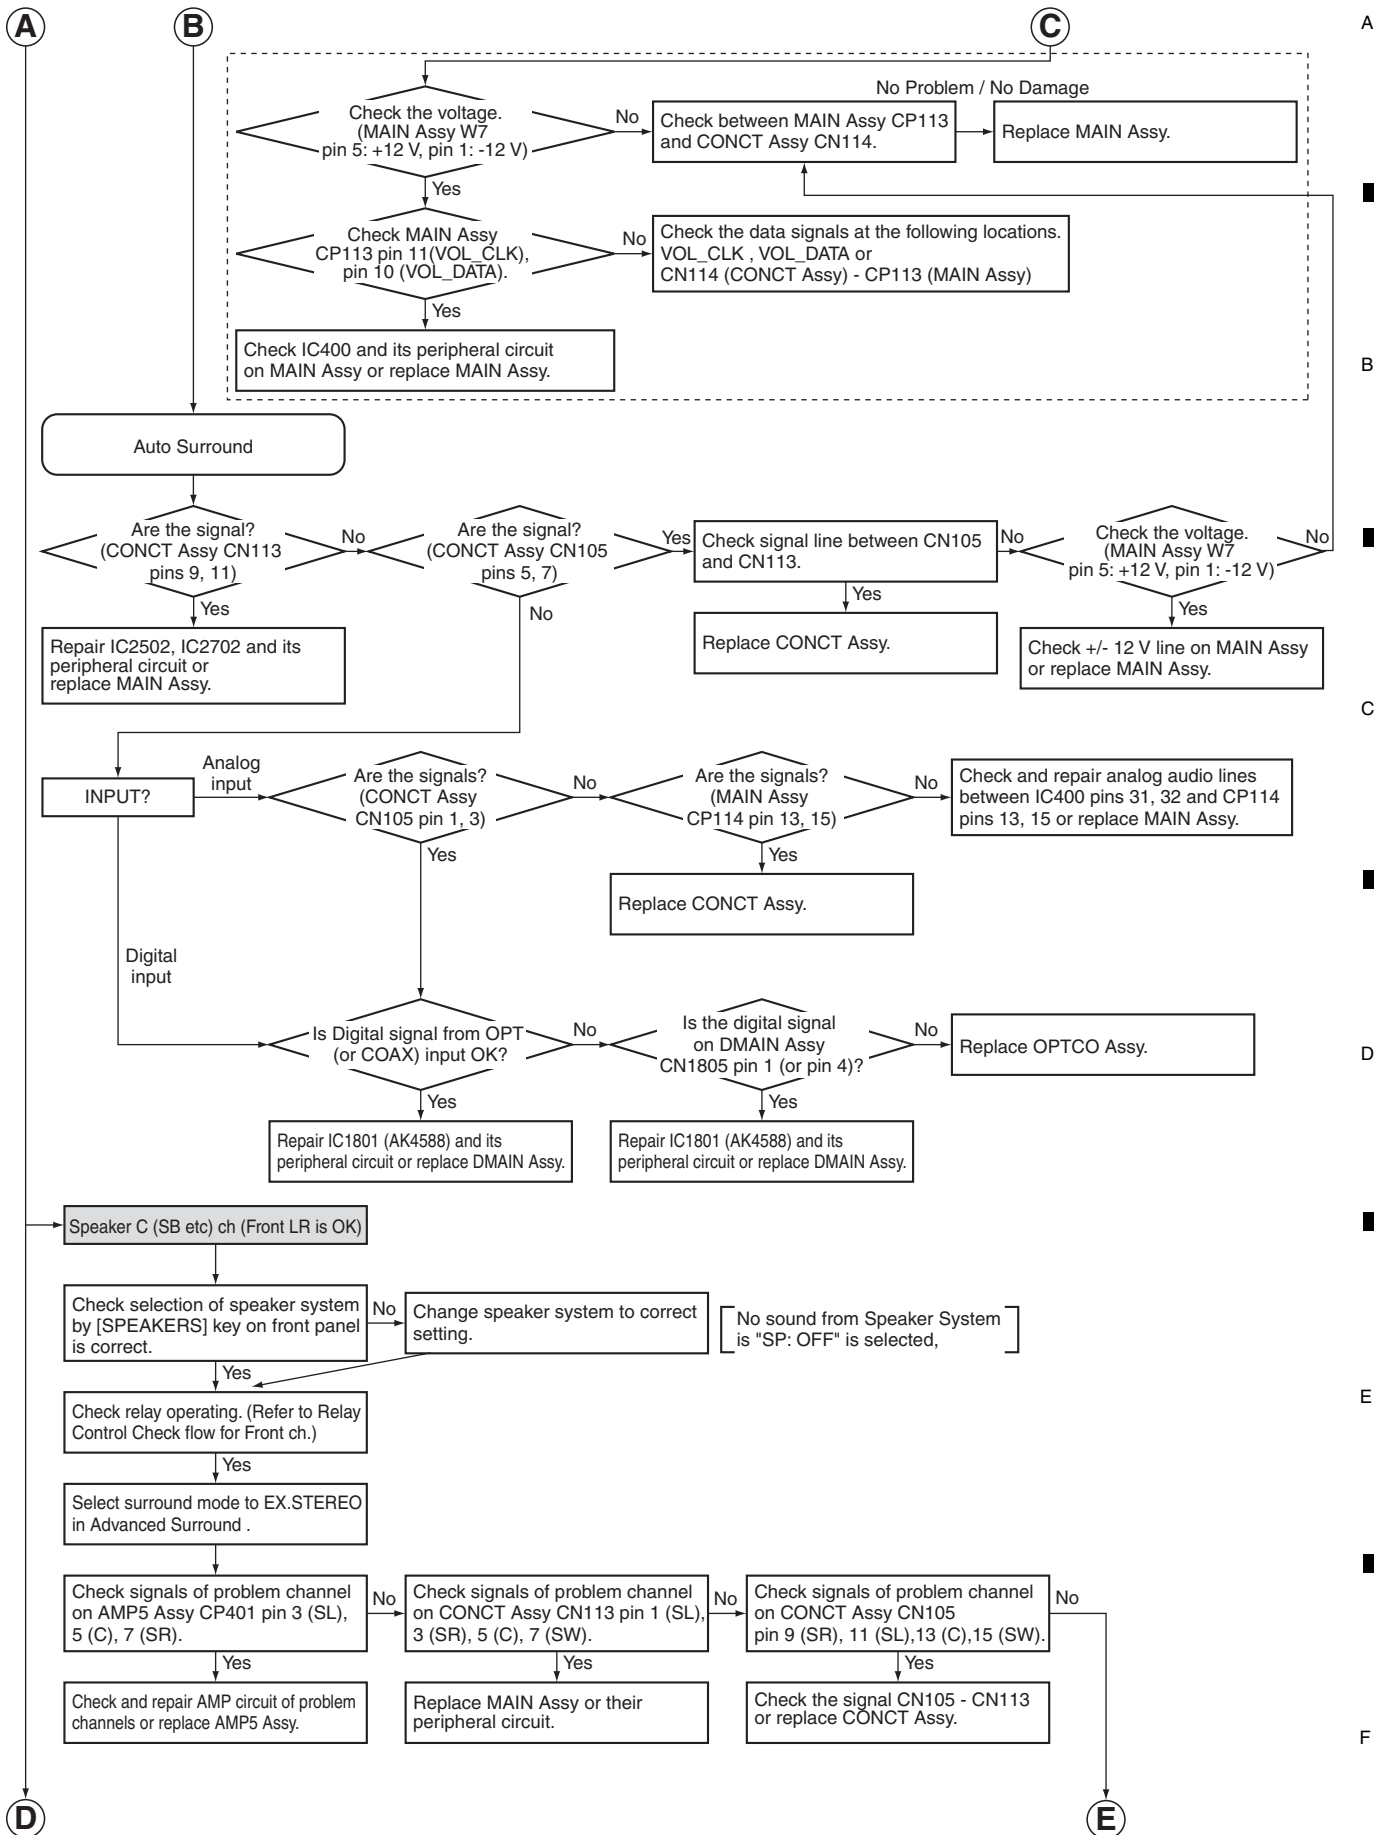 A
B
C
A
No Problem / No Damage
Check the voltage.
(MAIN Assy W7
pin 5: +12 V, pin 1: -12 V)
No
Check between MAIN Assy CP113
and CONCT Assy CN114.
Replace MAIN Assy.
Yes
Check MAIN Assy
CP113 pin 11(VOL_CLK),
pin 10 (VOL_DATA).
No
Check the data signals at the following locations.
VOL_CLK , VOL_DATA or
CN114 (CONCT Assy) - CP113 (MAIN Assy)
Yes
Check IC400 and its peripheral circuit
on MAIN Assy or replace MAIN Assy.
B
Auto Surround
Are the signal?
(CONCT Assy CN113
pins 9, 11)
No
Are the signal?
(CONCT Assy CN105
pins 5, 7)
Yes
Check signal line between CN105
and CN113.
No
Check the voltage.
(MAIN Assy W7
pin 5: +12 V, pin 1: -12 V)
No
Yes
No
Yes
Yes
Repair IC2502, IC2702 and its
peripheral circuit or
replace MAIN Assy.
Replace CONCT Assy.
Check +/- 12 V line on MAIN Assy
or replace MAIN Assy.
C
INPUT?
Analog
input
Are the signals?
(CONCT Assy
CN105 pin 1, 3)
No
Are the signals?
(MAIN Assy
CP114 pin 13, 15)
No
Check and repair analog audio lines
between IC400 pins 31, 32 and CP114
pins 13, 15 or replace MAIN Assy.
Yes
Yes
Replace CONCT Assy.
Digital
input
Is Digital signal from OPT
(or COAX) input OK?
No
Is the digital signal
on DMAIN Assy
CN1805 pin 1 (or pin 4)?
No
Replace OPTCO Assy.
D
Yes
Yes
Repair IC1801 (AK4588) and its
peripheral circuit or replace DMAIN Assy.
Repair IC1801 (AK4588) and its
peripheral circuit or replace DMAIN Assy.
Speaker C (SB etc) ch (Front LR is OK)
Check selection of speaker system
by [SPEAKERS] key on front panel
is correct.
No
Change speaker system to correct
setting.
No sound from Speaker System
is "SP: OFF" is selected,
Yes
Check relay operating. (Refer to Relay
Control Check flow for Front ch.)
E
Yes
Select surround mode to EX.STEREO
in Advanced Surround .
Check signals of problem channel
on AMP5 Assy CP401 pin 3 (SL),
5 (C), 7 (SR).
No
Check signals of problem channel
on CONCT Assy CN113 pin 1 (SL),
3 (SR), 5 (C), 7 (SW).
No
Check signals of problem channel
on CONCT Assy CN105
pin 9 (SR), 11 (SL),13 (C),15 (SW).
No
Yes
Yes
Yes
Check and repair AMP circuit of problem
channels or replace AMP5 Assy.
Replace MAIN Assy or their
peripheral circuit.
Check the signal CN105 - CN113
or replace CONCT Assy.
F
D
E